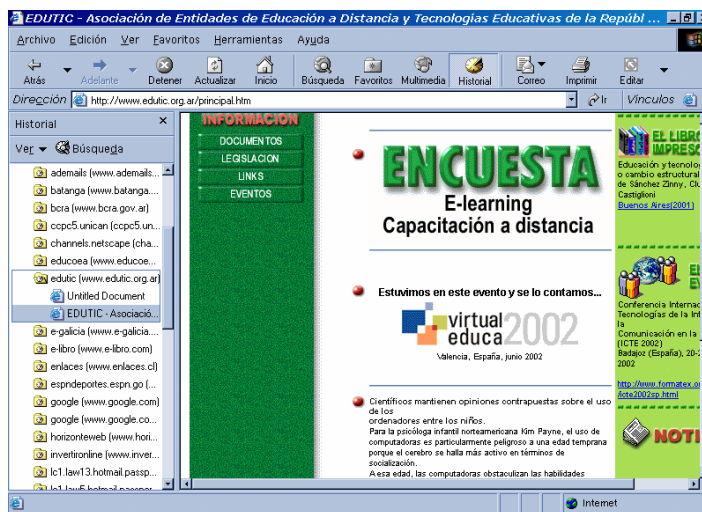 EDUTIC - Asociación de Entidades de Educación a Distancia y Tecnologias Educativas de la Repúbl ...
Archivo Edición Ver Favoritos Herramientas Ayuda
Atrás Adelante Detener Actualizar Inicio Búsqueda Favoritos Multimedia Historial Correo Imprimir Editar
Dirección http://www.edutic.org.ar/principal.htm Ir Vínculos
Historial
Ver Búsqueda
ademails (www.ademails...
batanga (www.batanga....
bcra (www.bcra.gov.ar)
ccpc5.unican (ccpc5.un...
channels.netscape (cha...
educoea (www.educoe...
edutic (www.edutic.org.ar)
Untitled Document
EDUTIC - Asociació...
e-galicia (www.e-galicia....
e-libro (www.e-libro.com)
enlaces (www.enlaces.cl)
espndeportes.espn.go (...
google (www.google.com)
google (www.google.co...
horizonteweb (www.hori...
invertironline (www.inver...
lc1.law13.hotmail.passp...
lc1.law5.hotmail.passpor...
INFORMACION
DOCUMENTOS
LEGISLACION
LINKS
EVENTOS
ENCUESTA
E-learning
Capacitación a distancia
Estuvimos en este evento y se lo contamos...
virtual
educa 2002
Valencia, España, junio 2002
Científicos mantienen opiniones contrapuestas sobre el uso
de los
ordenadores entre los niños.
Para la psicóloga infantil norteamericana Kim Payne, el uso de
computadoras es particularmente peligroso a una edad temprana
porque el cerebro se halla más activo en términos de
socialización.
A esa edad, las computadoras obstaculizan las habilidades
EL LIBR
IMPRESO
Educación y tecnolo
o cambio estructural
de Sánchez Zinny, Clu
Castiglioni
Buenos Aires(2001)
Conferencia Internac
Tecnologías de la Inf
la
Comunicación en la
(ICTE 2002)
Badajoz (España), 20-
2002
http://www.formatex.o
/icte2002sp.html
NOTI
Internet